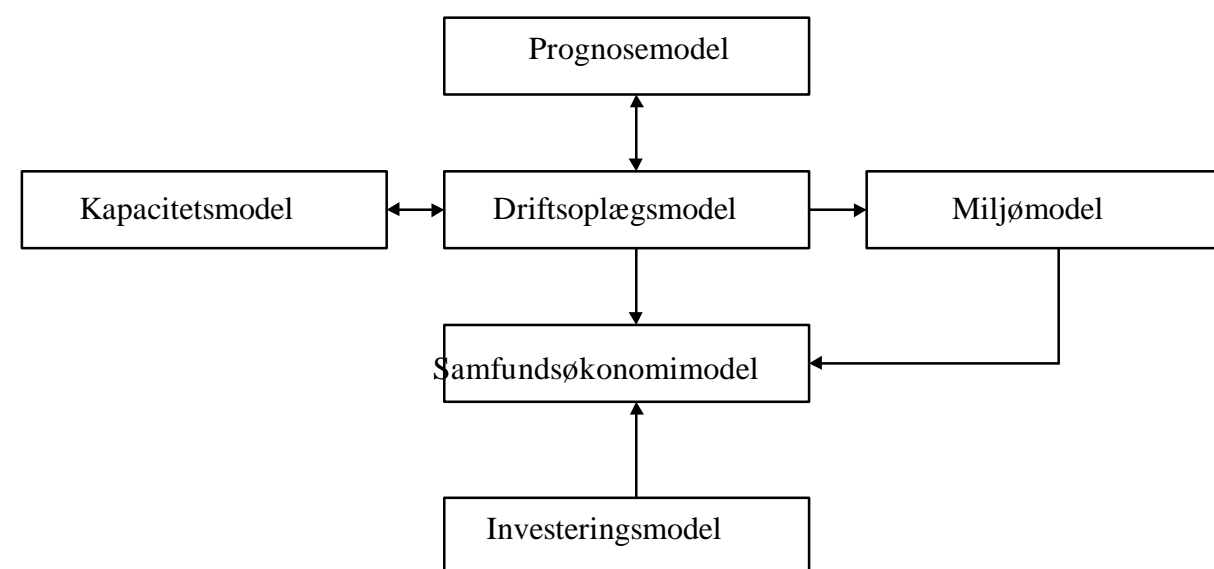 Prognosemodel
Kapacitetsmodel
Driftsoplægsmodel
Miljømodel
Samfundsøkonomimodel
Investeringsmodel